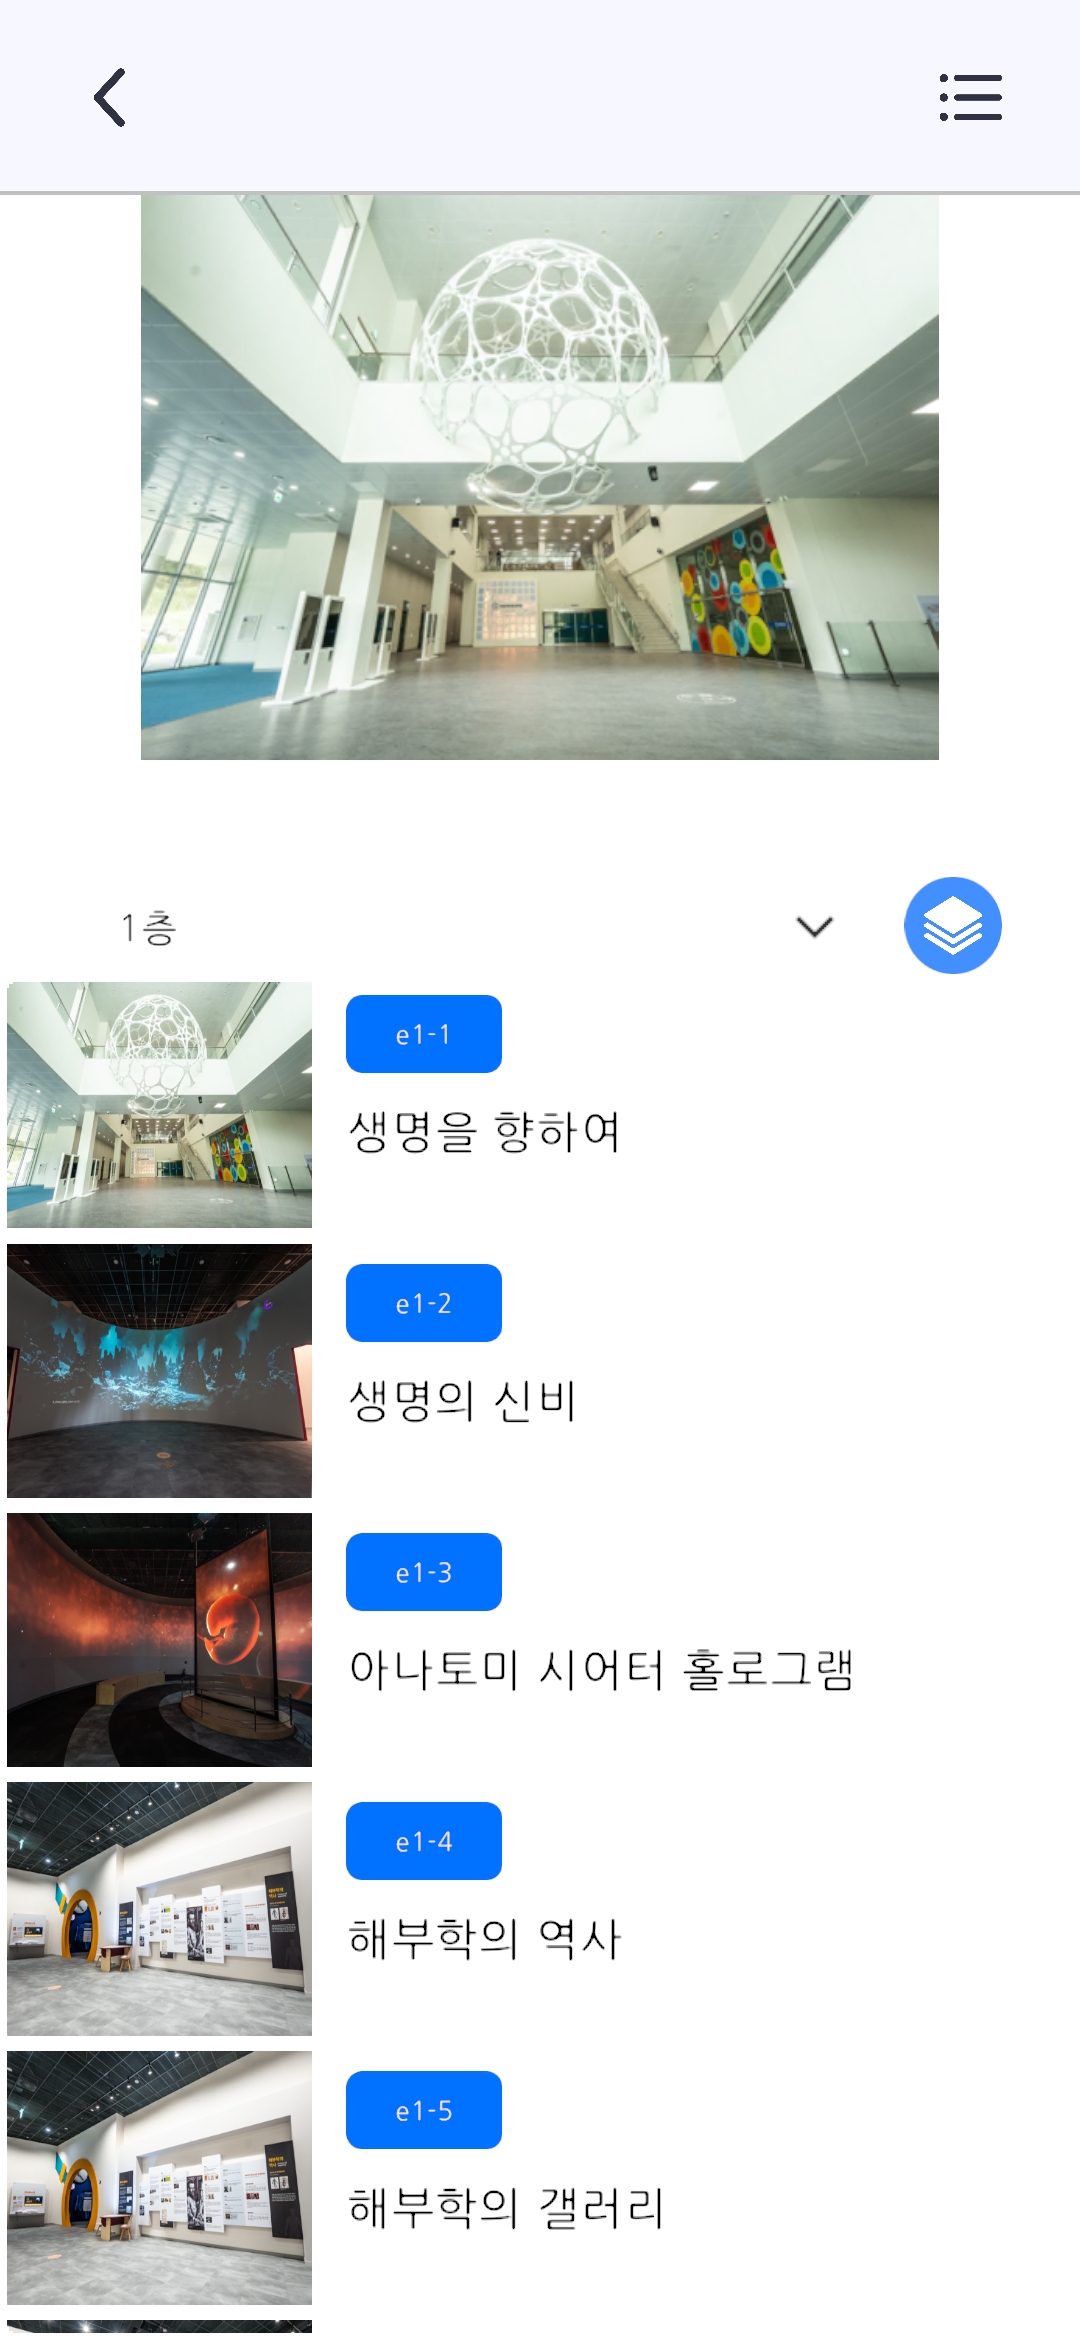 1층
e1-1
생명을 향하여
e1-2
생명의 신비
e1-3
아나토미 시어터 홀로그램
e1-4
해부학의 역사
e1-5
해부학의 갤러리